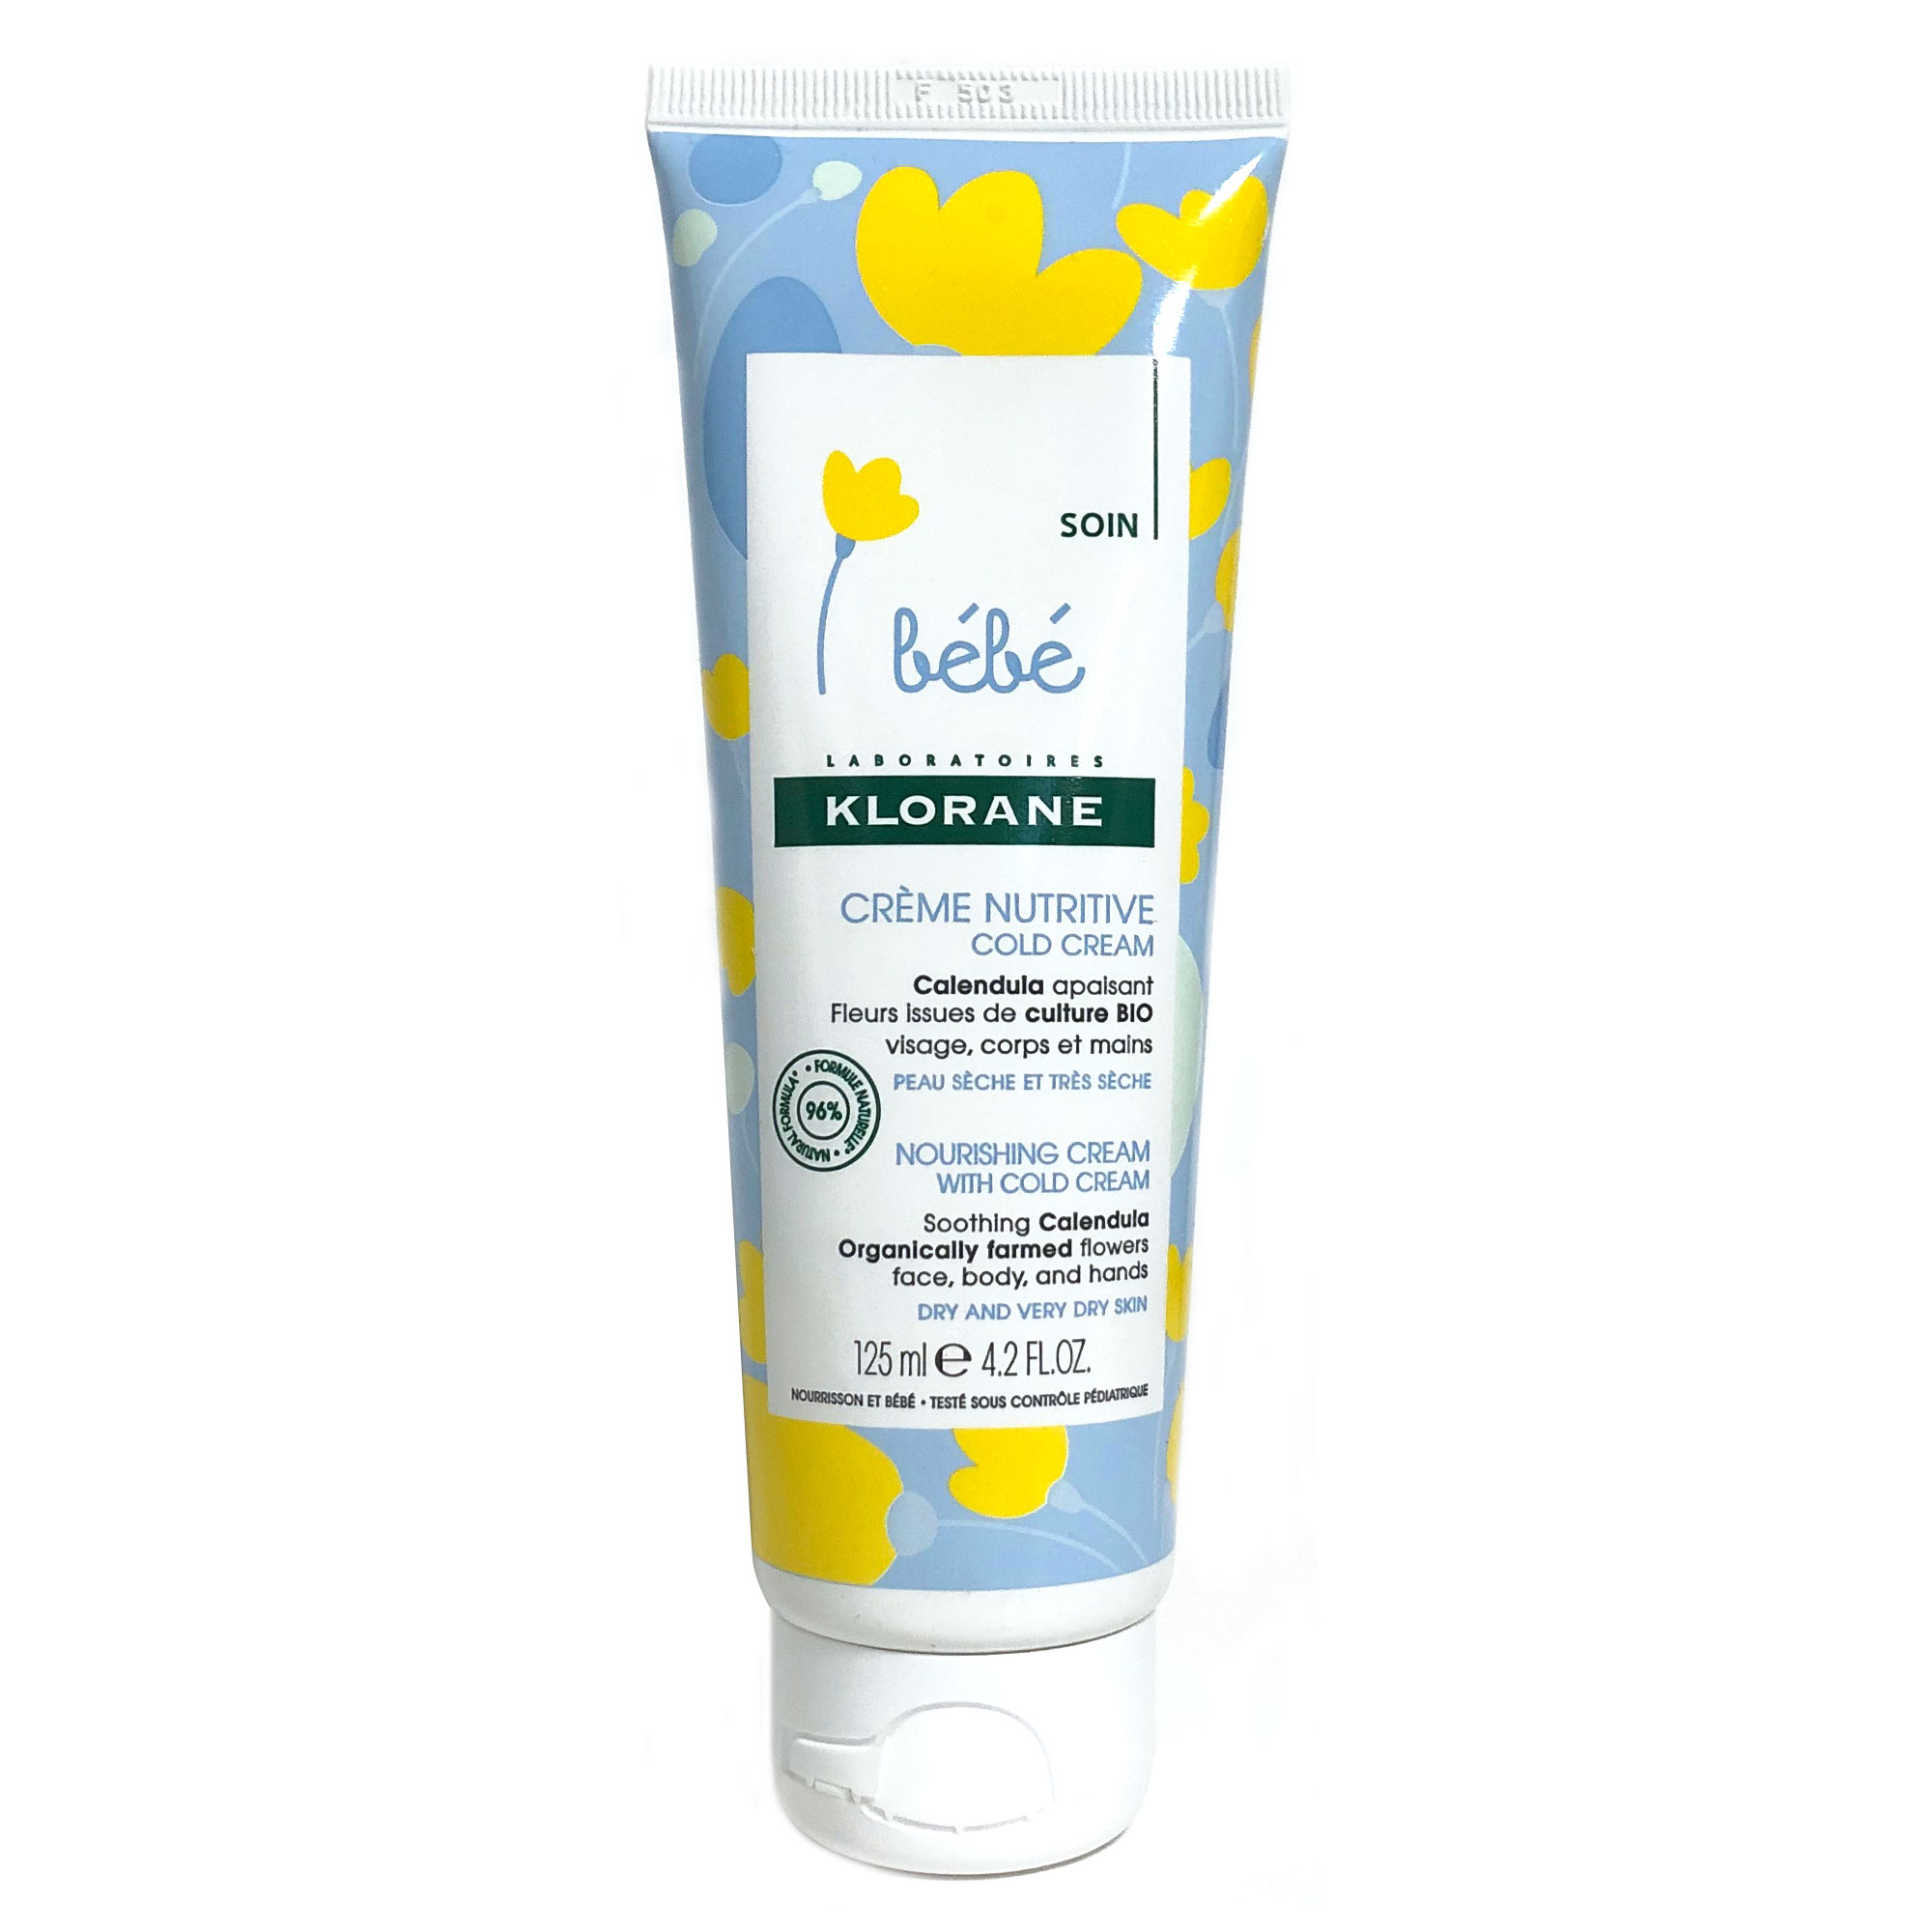 F 503
SOIN
bébé
LABORATOIRES
KLORANE
CRÈME NUTRITIVE
COLD CREAM
Calendula apaisant
Fleurs issues de culture BIO
visage, corps et mains
PEAU SÈCHE ET TRÈS SÈCHE
• FORMULE NATURELLE* • NATURAL FORMULA*
96%
NOURISHING CREAM
WITH COLD CREAM
Soothing Calendula
Organically farmed flowers
face, body, and hands
DRY AND VERY DRY SKIN
125 ml e 4.2 FL.OZ.
NOURRISSON ET BÉBÉ • TESTÉ SOUS CONTRÔLE PÉDIATRIQUE